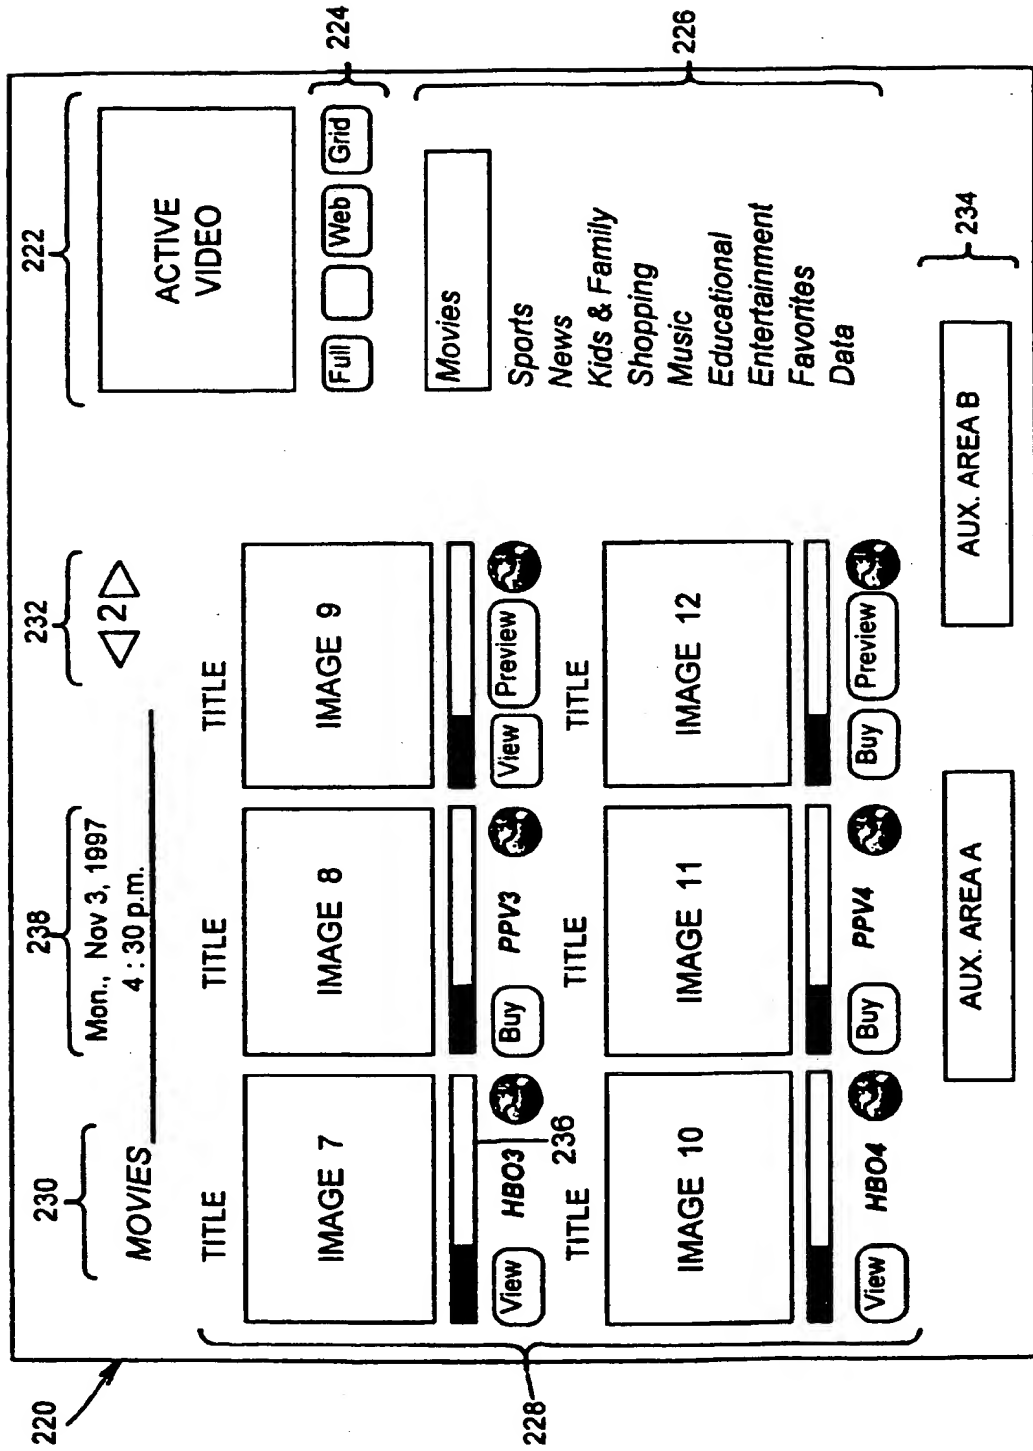 220
230
238
232
222
MOVIES
Mon., Nov 3, 1997
4 : 30 p.m.
2
ACTIVE
VIDEO
224
Full
Web
Grid
TITLE
TITLE
TITLE
IMAGE 7
IMAGE 8
IMAGE 9
View
HBO3
Buy
PPV3
View
Preview
236
TITLE
TITLE
TITLE
IMAGE 10
IMAGE 11
IMAGE 12
View
HBO4
Buy
PPV4
Buy
Preview
228
226
Movies
Sports
News
Kids & Family
Shopping
Music
Educational
Entertainment
Favorites
Data
AUX. AREA A
AUX. AREA B
234